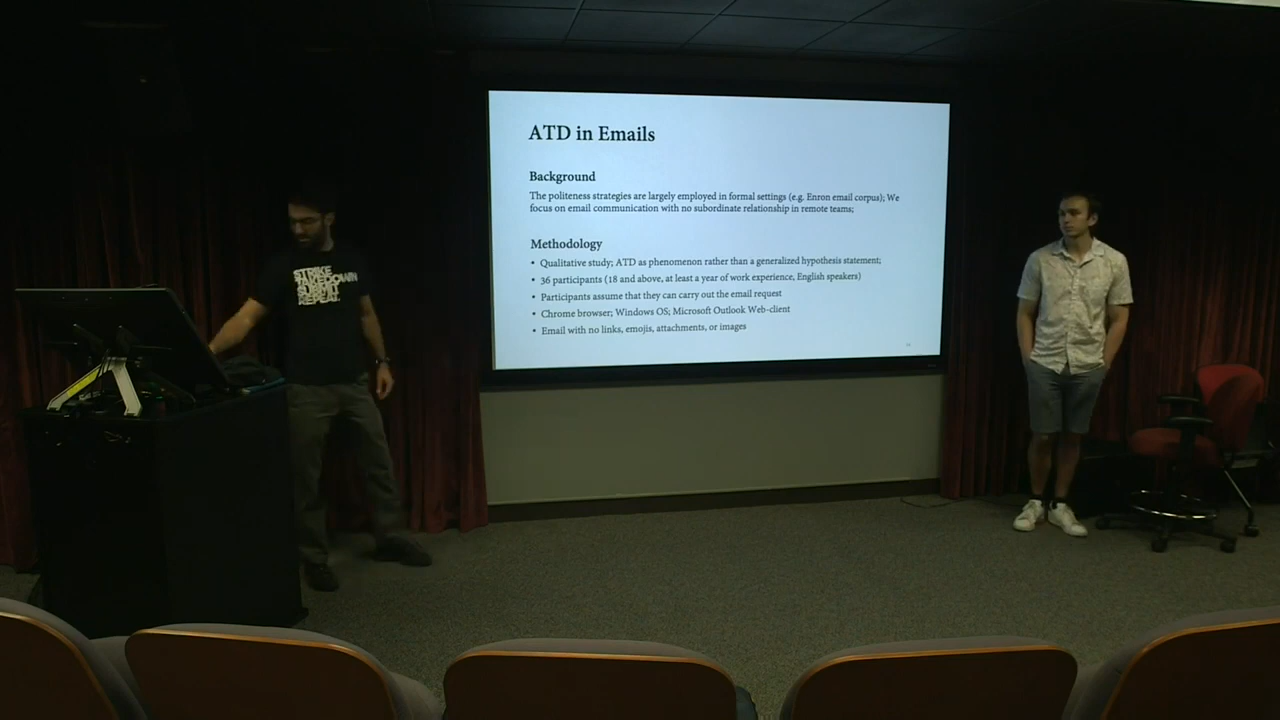 ATD in Emails
Background
The politeness strategies are largely employed in formal settings (e.g. Enron email corpus); We
focus on email communication with no subordinate relationship in remote teams;
Methodology
• Qualitative study; ATD as phenomenon rather than a generalized hypothesis statement;
• 36 participants (18 and above, at least a year of work experience, English speakers)
• Participants assume that they can carry out the email request
• Chrome browser; Windows OS; Microsoft Outlook Web-client
• Email with no links, emojis, attachments, or images
STRIKE
TAKEDOWN
SUBMIT
REPEAT.